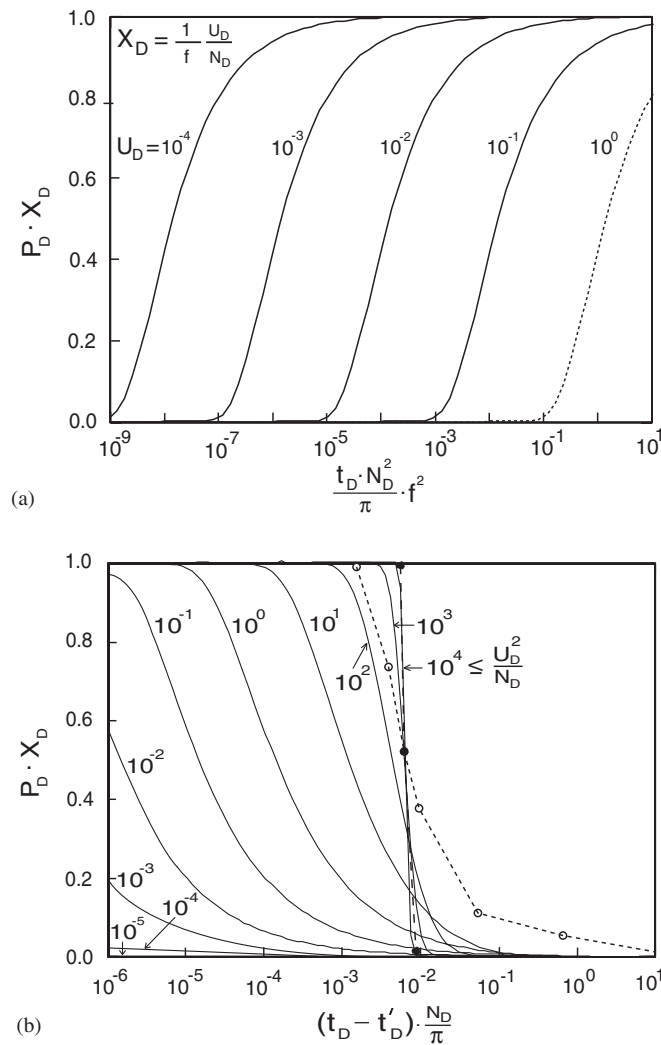 1.0
X_D = 1/f U_D/N_D
0.8
U_D=10^-4 10^-3 10^-2 10^-1 10^0
0.6
P_D · X_D
0.4
0.2
0.0
10^-9 10^-7 10^-5 10^-3 10^-1 10^1
(a)
t_D·N_D^2/π · f^2
1.0
10^-1 10^0 10^1 10^2 10^3
10^4 ≤ U_D^2/N_D
0.8
0.6
10^-2
P_D · X_D
0.4
10^-3
0.2
10^-5 10^-4
0.0
10^-6 10^-5 10^-4 10^-3 10^-2 10^-1 10^0 10^1
(b)
(t_D – t'_D) · N_D/π